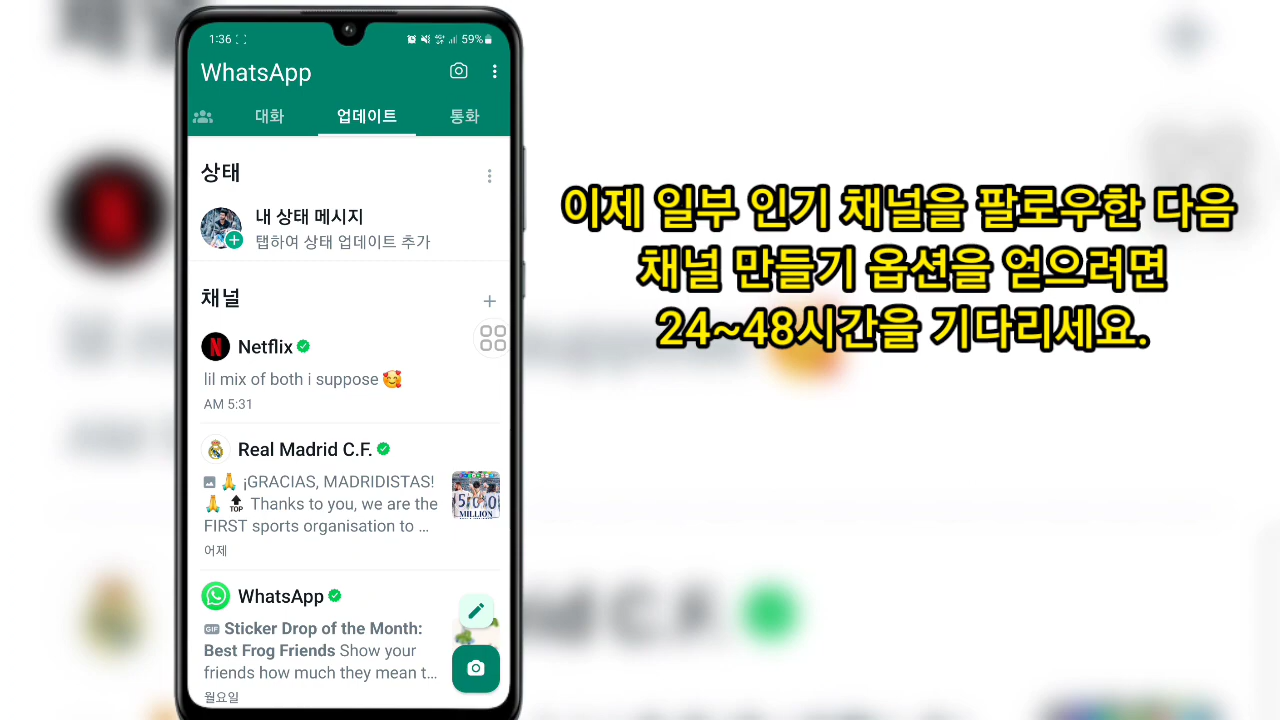 1:36
59%
WhatsApp
대화
업데이트
통화
상태
내 상태 메시지
탭하여 상태 업데이트 추가
채널
Netflix
lil mix of both i suppose 🥰
AM 5:31
Real Madrid C.F.
🙏 ¡GRACIAS, MADRIDISTAS!
🙏 🔝 Thanks to you, we are the
FIRST sports organisation to ...
어제
MILLION
WhatsApp
GIF Sticker Drop of the Month:
Best Frog Friends Show your
friends how much they mean t...
월요일
이제 일부 인기 채널을 팔로우한 다음
채널 만들기 옵션을 얻으려면
24~48시간을 기다리세요.